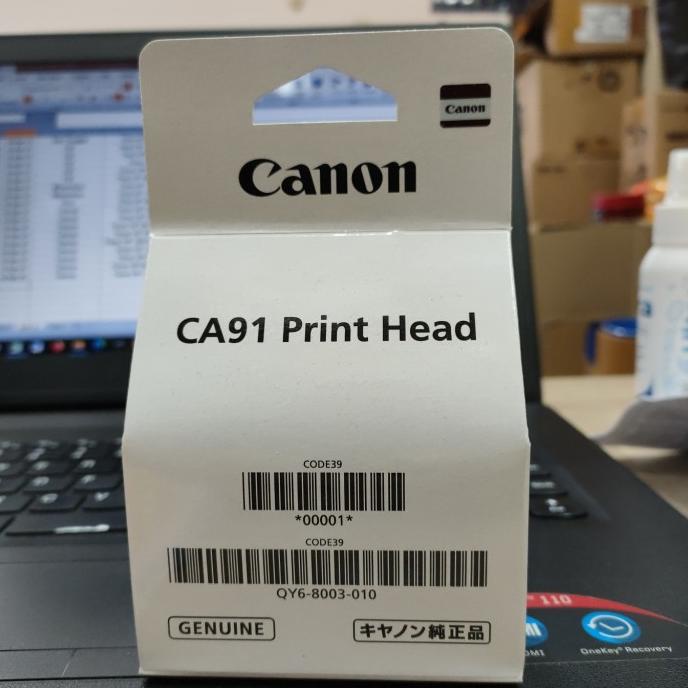 Canon
Canon
CA91 Print Head
CODE39
*00001*
CODE39
QY6-8003-010
GENUINE
キヤノン純正品
110
OneKey® Recovery